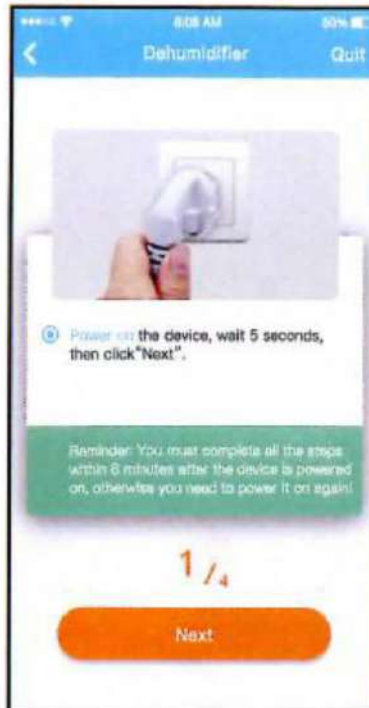 8:08 AM
50%
Dehumidifier
Quit
Power on the device, wait 5 seconds,
then click"Next".
Reminder: You must complete all the steps
within 8 minutes after the device is powered
on, otherwise you need to power it on again!
1/4
Next